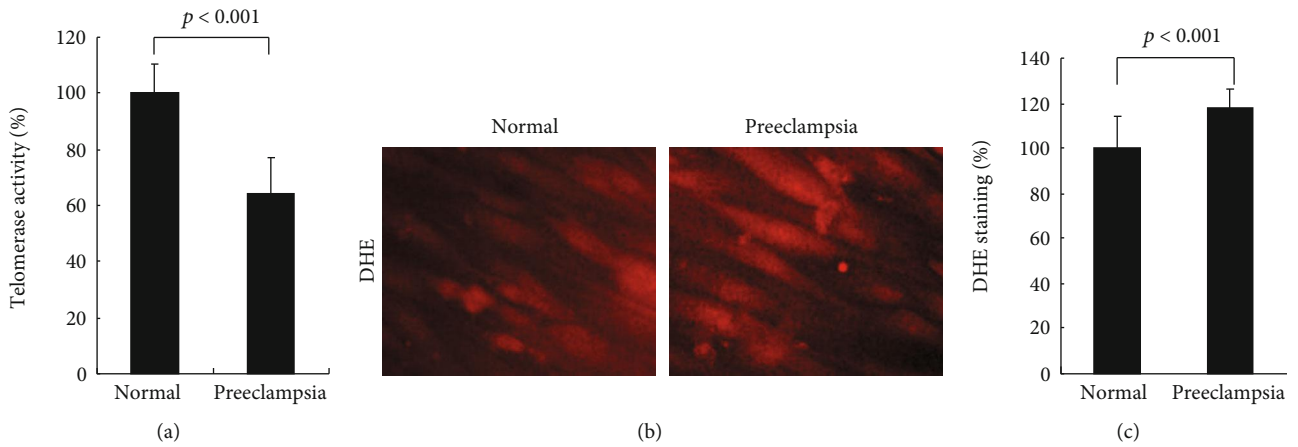 p < 0.001
120
100
80
60
40
20
0
Telomerase activity (%)
Normal Preeclampsia
(a)
Normal Preeclampsia
DHE
(b)
p < 0.001
140
120
100
80
60
40
20
0
DHE staining (%)
Normal Preeclampsia
(c)